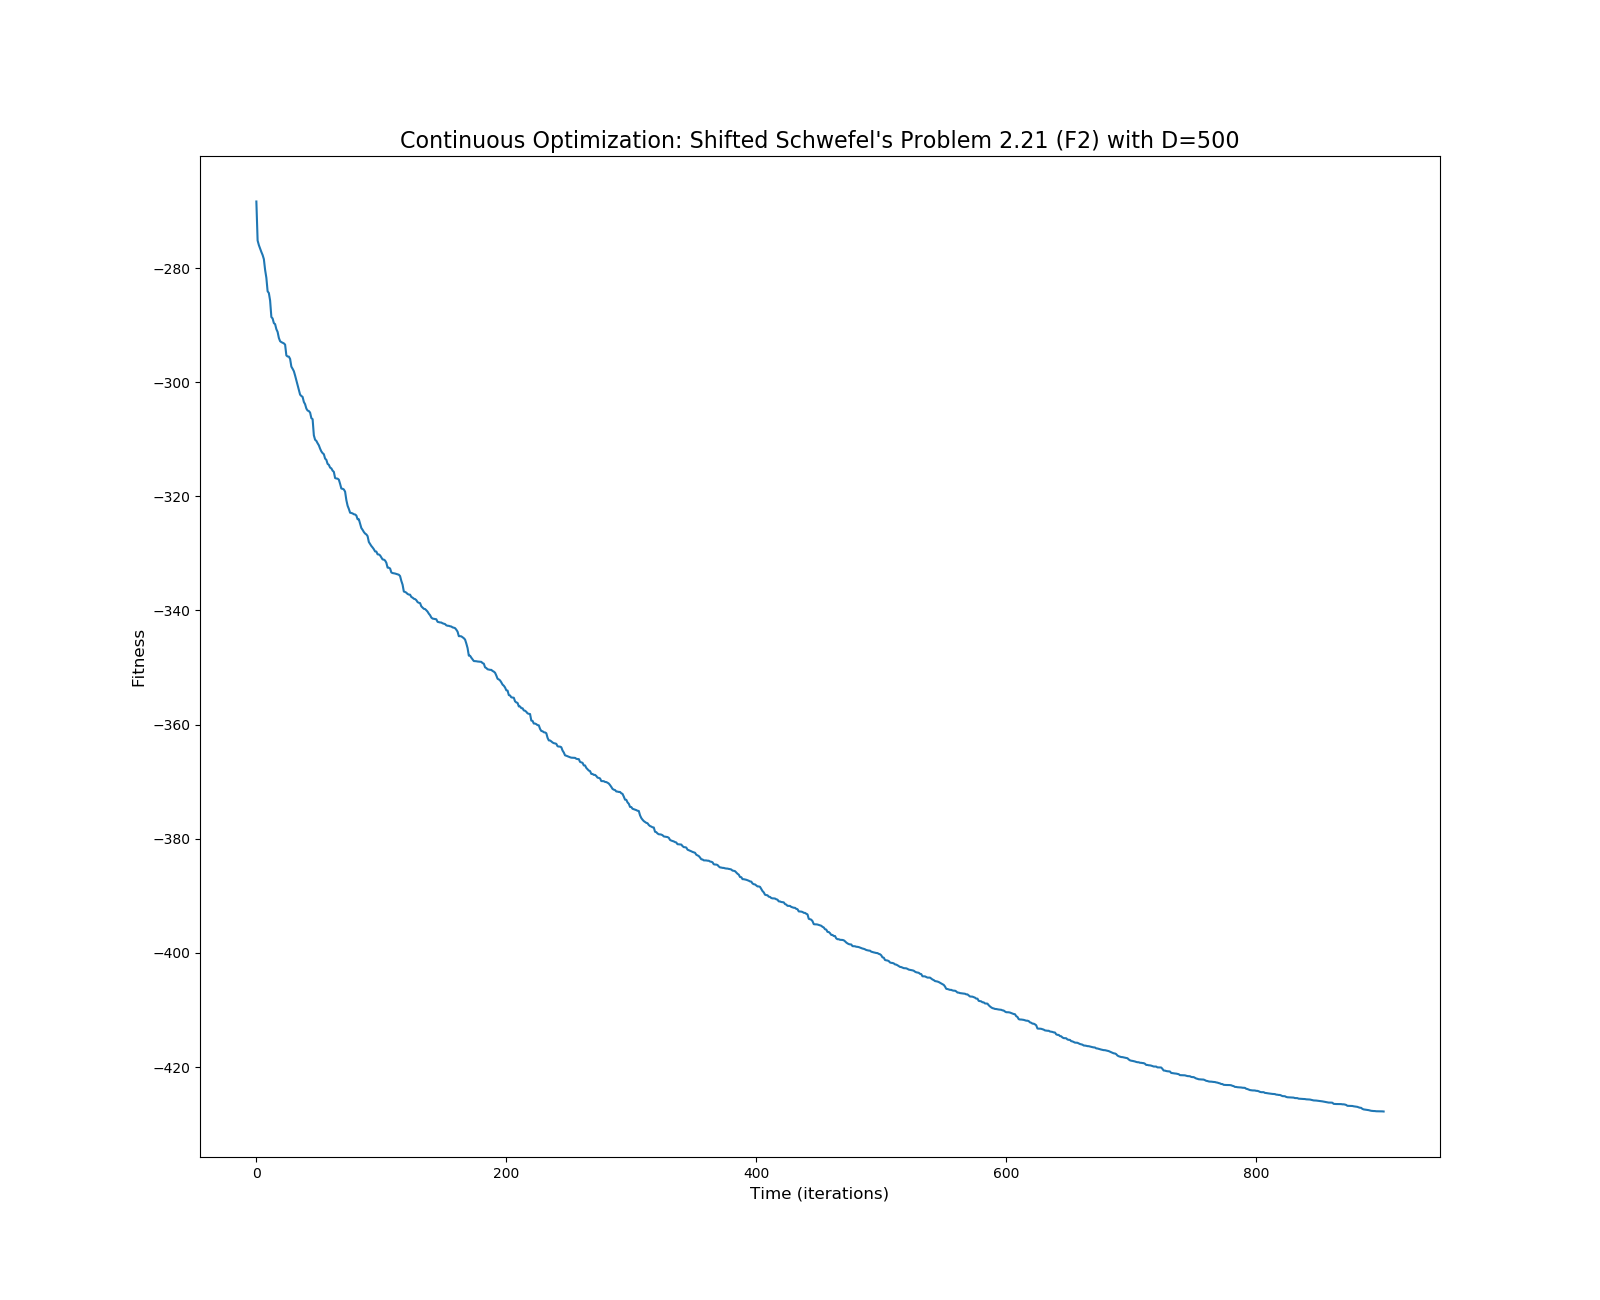 Continuous Optimization: Shifted Schwefel's Problem 2.21 (F2) with D=500
−280
−300
−320
−340
−360
−380
−400
−420
Fitness
0 200 400 600 800
Time (iterations)